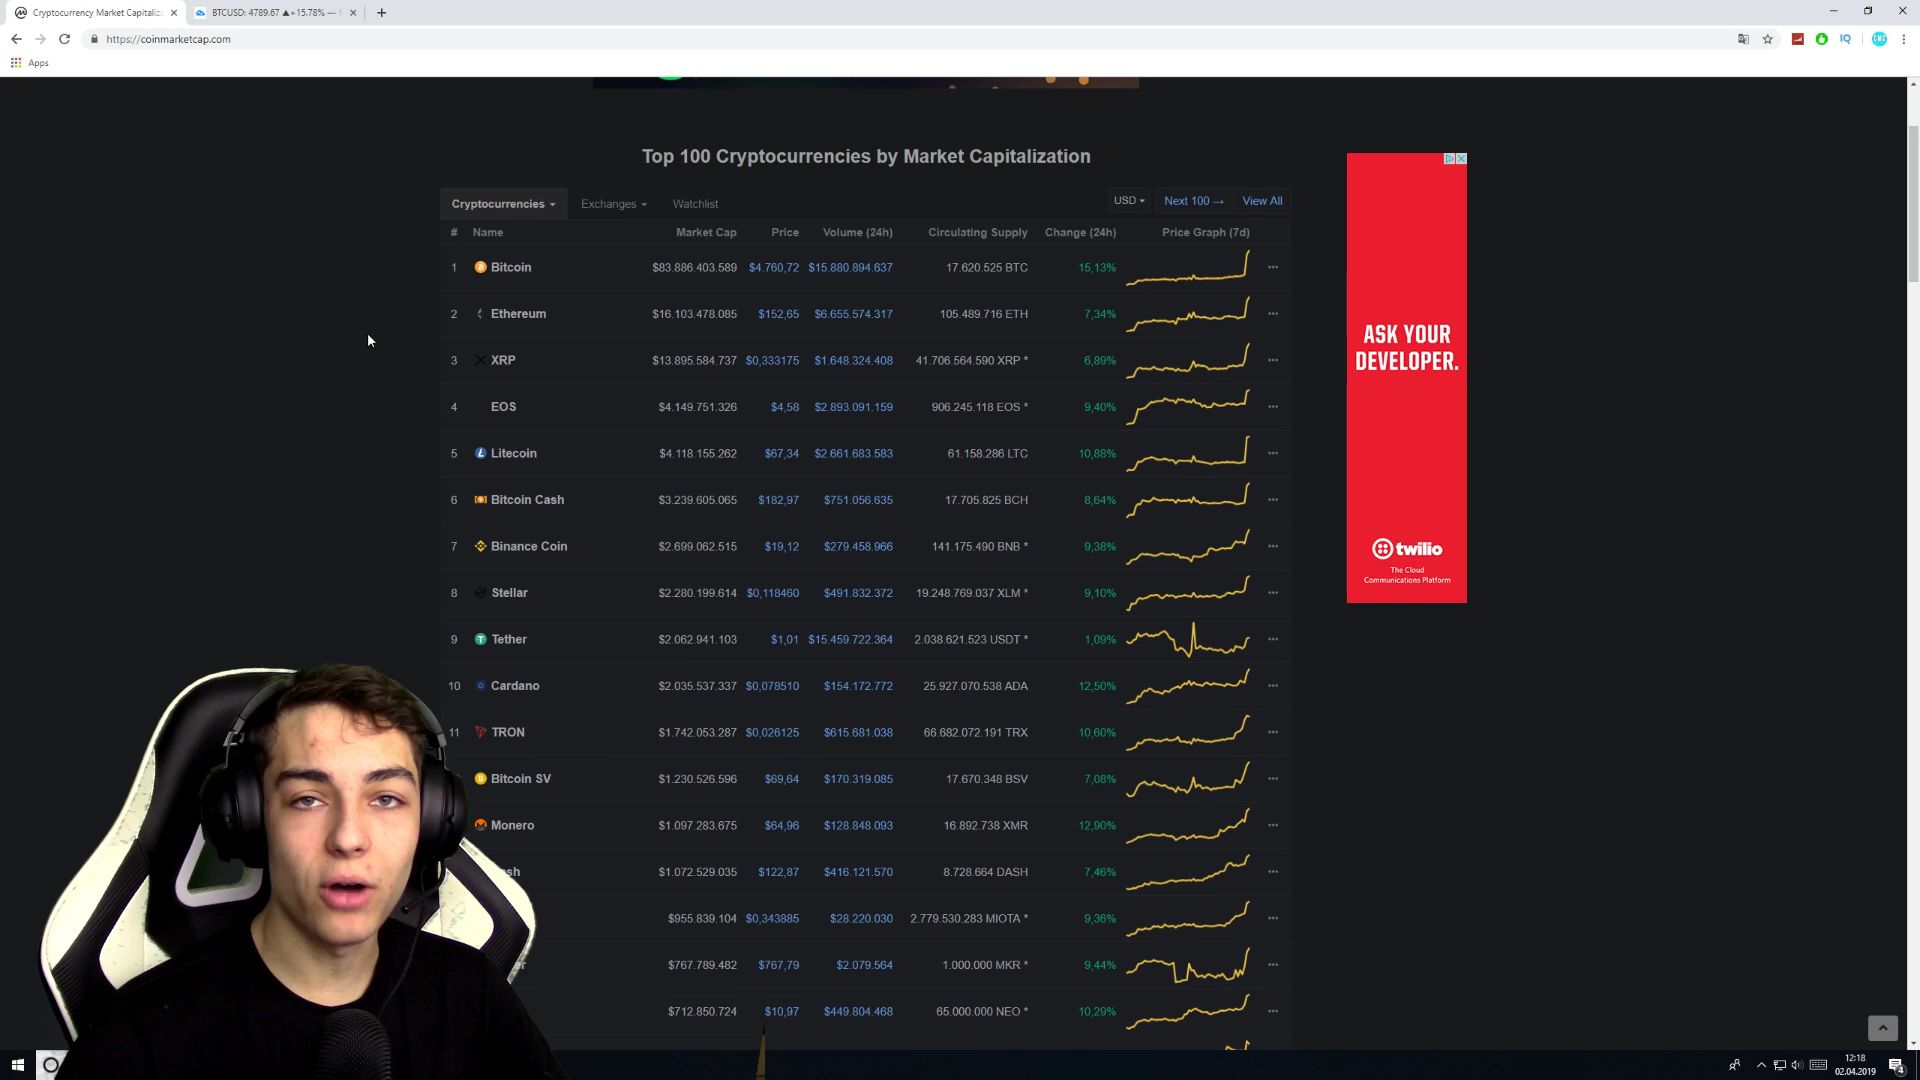 Cryptocurrency Market Capitaliza
BTCUSD: 4789.67 ▲+15.78% —
https://coinmarketcap.com
IQ
Apps
Top 100 Cryptocurrencies by Market Capitalization
Cryptocurrencies Exchanges Watchlist USD Next 100 → View All
# Name Market Cap Price Volume (24h) Circulating Supply Change (24h) Price Graph (7d)
1 Bitcoin $83.886.403.589 $4.760,72 $15.880.894.637 17.620.525 BTC 15,13%
2 Ethereum $16.103.478.085 $152,65 $6.655.574.317 105.489.716 ETH 7,34%
3 XRP $13.895.584.737 $0,333175 $1.648.324.408 41.706.564.590 XRP * 6,89%
4 EOS $4.149.751.326 $4,58 $2.893.091.159 906.245.118 EOS * 9,40%
5 Litecoin $4.118.155.262 $67,34 $2.661.683.583 61.158.286 LTC 10,88%
6 Bitcoin Cash $3.239.605.065 $182,97 $751.056.635 17.705.825 BCH 8,64%
7 Binance Coin $2.699.062.515 $19,12 $279.458.966 141.175.490 BNB * 9,38%
8 Stellar $2.280.199.614 $0,118460 $491.832.372 19.248.769.037 XLM * 9,10%
9 Tether $2.062.941.103 $1,01 $15.459.722.364 2.038.621.523 USDT * 1,09%
10 Cardano $2.035.537.337 $0,078510 $154.172.772 25.927.070.538 ADA 12,50%
11 TRON $1.742.053.287 $0,026125 $615.681.038 66.682.072.191 TRX 10,60%
Bitcoin SV $1.230.526.596 $69,64 $170.319.085 17.670.348 BSV 7,08%
Monero $1.097.283.675 $64,96 $128.848.093 16.892.738 XMR 12,90%
sh $1.072.529.035 $122,87 $416.121.570 8.728.664 DASH 7,46%
$955.839.104 $0,343885 $28.220.030 2.779.530.283 MIOTA * 9,36%
er $767.789.482 $767,79 $2.079.564 1.000.000 MKR * 9,44%
$712.850.724 $10,97 $449.804.468 65.000.000 NEO * 10,29%
ASK YOUR
DEVELOPER.
twilio
The Cloud
Communications Platform
12:18
02.04.2019
4